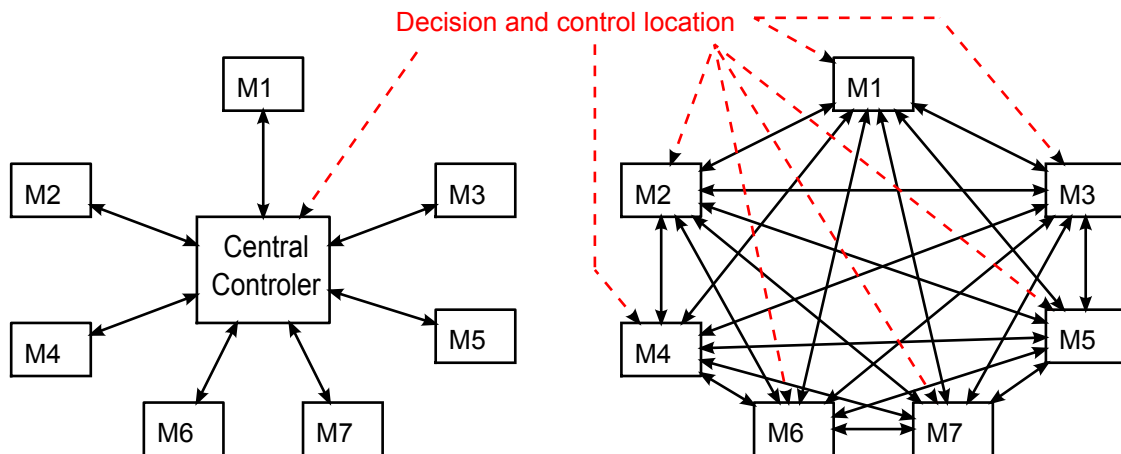 Decision and control location
M1
M2
M3
Central
Controler
M4
M5
M6
M7
M1
M2
M3
M4
M5
M6
M7